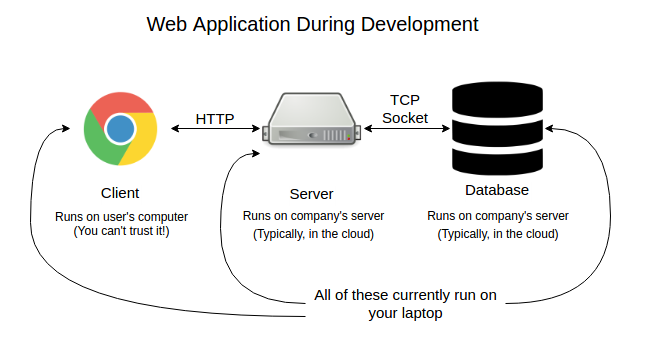 Web Application During Development
HTTP
TCP
Socket
Client
Runs on user's computer
(You can't trust it!)
Server
Runs on company's server
(Typically, in the cloud)
Database
Runs on company's server
(Typically, in the cloud)
All of these currently run on
your laptop